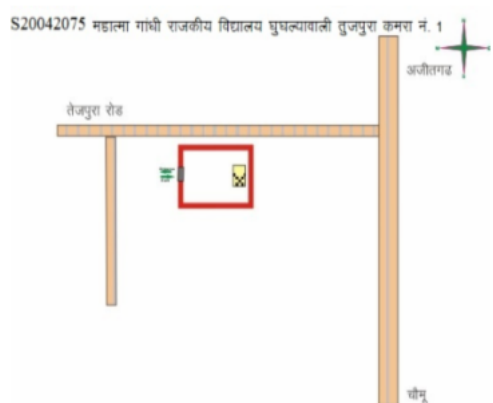 S20042075 महात्मा गांधी राजकीय विद्यालय घुघल्यावाली तुजपुरा कमरा नं. 1
अजीतगढ
तेजपुरा रोड
चौमू